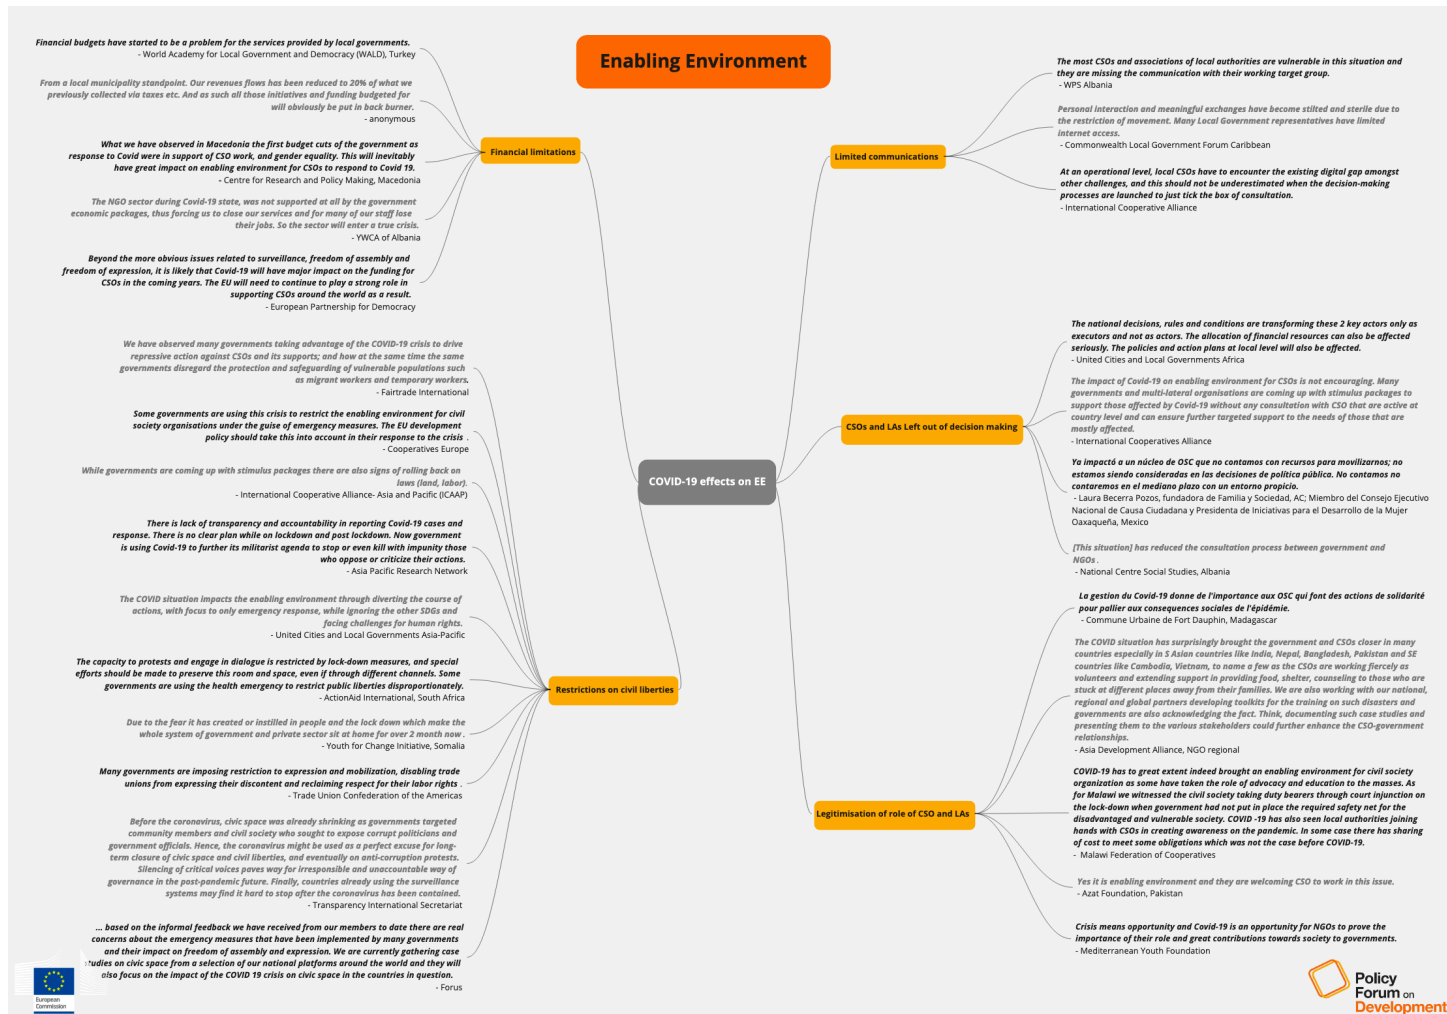 Enabling Environment
COVID-19 effects on EE
Financial limitations
Financial budgets have started to be a problem for the services provided by local governments.
- World Academy for Local Government and Democracy (WALD), Turkey
From a local municipality standpoint. Our revenues flows has been reduced to 20% of what we
previously collected via taxes etc. And as such all those initiatives and funding budgeted for
will obviously be put in back burner.
- anonymous
What we have observed in Macedonia the first budget cuts of the government as
response to Covid were in support of CSO work, and gender equality. This will inevitably
have great impact on enabling environment for CSOs to respond to Covid 19.
- Centre for Research and Policy Making, Macedonia
The NGO sector during Covid-19 state, was not supported at all by the government
economic packages, thus forcing us to close our services and for many of our staff lose
their jobs. So the sector will enter a true crisis.
- YWCA of Albania
Beyond the more obvious issues related to surveillance, freedom of assembly and
freedom of expression, it is likely that Covid-19 will have major impact on the funding for
CSOs in the coming years. The EU will need to continue to play a strong role in
supporting CSOs around the world as a result.
- European Partnership for Democracy
Restrictions on civil liberties
We have observed many governments taking advantage of the COVID-19 crisis to drive
repressive action against CSOs and its supports; and how at the same time the same
governments disregard the protection and safeguarding of vulnerable populations such
as migrant workers and temporary workers.
- Fairtrade International
Some governments are using this crisis to restrict the enabling environment for civil
society organisations under the guise of emergency measures. The EU development
policy should take this into account in their response to the crisis .
- Cooperatives Europe
While governments are coming up with stimulus packages there are also signs of rolling back on
laws (land, labor).
- International Cooperative Alliance- Asia and Pacific (ICAAP)
There is lack of transparency and accountability in reporting Covid-19 cases and
response. There is no clear plan while on lockdown and post lockdown. Now government
is using Covid-19 to further its militarist agenda to stop or even kill with impunity those
who oppose or criticize their actions.
- Asia Pacific Research Network
The COVID situation impacts the enabling environment through diverting the course of
actions, with focus to only emergency response, while ignoring the other SDGs and
facing challenges for human rights.
- United Cities and Local Governments Asia-Pacific
The capacity to protests and engage in dialogue is restricted by lock-down measures, and special
efforts should be made to preserve this room and space, even if through different channels. Some
governments are using the health emergency to restrict public liberties disproportionately.
- ActionAid International, South Africa
Due to the fear it has created or instilled in people and the lock down which make the
whole system of government and private sector sit at home for over 2 month now .
- Youth for Change Initiative, Somalia
Many governments are imposing restriction to expression and mobilization, disabling trade
unions from expressing their discontent and reclaiming respect for their labor rights .
- Trade Union Confederation of the Americas
Before the coronavirus, civic space was already shrinking as governments targeted
community members and civil society who sought to expose corrupt politicians and
government officials. Hence, the coronavirus might be used as a perfect excuse for long-
term closure of civic space and civil liberties, and eventually on anti-corruption protests.
Silencing of critical voices paves way for irresponsible and unaccountable way of
governance in the post-pandemic future. Finally, countries already using the surveillance
systems may find it hard to stop after the coronavirus has been contained.
- Transparency International Secretariat
... based on the informal feedback we have received from our members to date there are real
concerns about the emergency measures that have been implemented by many governments
and their impact on freedom of assembly and expression. We are currently gathering case
studies on civic space from a selection of our national platforms around the world and they will
also focus on the impact of the COVID 19 crisis on civic space in the countries in question.
- Forus
Limited communications
The most CSOs and associations of local authorities are vulnerable in this situation and
they are missing the communication with their working target group.
- WPS Albania
Personal interaction and meaningful exchanges have become stilted and sterile due to
the restriction of movement. Many Local Government representatives have limited
internet access.
- Commonwealth Local Government Forum Caribbean
At an operational level, local CSOs have to encounter the existing digital gap amongst
other challenges, and this should not be underestimated when the decision-making
processes are launched to just tick the box of consultation.
- International Cooperative Alliance
CSOs and LAs Left out of decision making
The national decisions, rules and conditions are transforming these 2 key actors only as
executors and not as actors. The allocation of financial resources can also be affected
seriously. The policies and action plans at local level will also be affected.
- United Cities and Local Governments Africa
The impact of Covid-19 on enabling environment for CSOs is not encouraging. Many
governments and multi-lateral organisations are coming up with stimulus packages to
support those affected by Covid-19 without any consultation with CSO that are active at
country level and can ensure further targeted support to the needs of those that are
mostly affected.
- International Cooperatives Alliance
Ya impactó a un núcleo de OSC que no contamos con recursos para movilizarnos; no
estamos siendo consideradas en las decisiones de política pública. No contamos no
contaremos en el mediano plazo con un entorno propicio.
- Laura Becerra Pozos, fundadora de Familia y Sociedad, AC; Miembro del Consejo Ejecutivo
Nacional de Causa Ciudadana y Presidenta de Iniciativas para el Desarrollo de la Mujer
Oaxaqueña, Mexico
[This situation] has reduced the consultation process between government and
NGOs .
- National Centre Social Studies, Albania
Legitimisation of role of CSO and LAs
La gestion du Covid-19 donne de l'importance aux OSC qui font des actions de solidarité
pour pallier aux consequences sociales de l'épidémie.
- Commune Urbaine de Fort Dauphin, Madagascar
The COVID situation has surprisingly brought the government and CSOs closer in many
countries especially in S Asian countries like India, Nepal, Bangladesh, Pakistan and SE
countries like Cambodia, Vietnam, to name a few as the CSOs are working fiercely as
volunteers and extending support in providing food, shelter, counseling to those who are
stuck at different places away from their families. We are also working with our national,
regional and global partners developing toolkits for the training on such disasters and
governments are also acknowledging the fact. Think, documenting such case studies and
presenting them to the various stakeholders could further enhance the CSO-government
relationships.
- Asia Development Alliance, NGO regional
COVID-19 has to great extent indeed brought an enabling environment for civil society
organization as some have taken the role of advocacy and education to the masses. As
for Malawi we witnessed the civil society taking duty bearers through court injunction on
the lock-down when government had not put in place the required safety net for the
disadvantaged and vulnerable society. COVID -19 has also seen local authorities joining
hands with CSOs in creating awareness on the pandemic. In some case there has sharing
of cost to meet some obligations which was not the case before COVID-19.
- Malawi Federation of Cooperatives
Yes it is enabling environment and they are welcoming CSO to work in this issue.
- Azat Foundation, Pakistan
Crisis means opportunity and Covid-19 is an opportunity for NGOs to prove the
importance of their role and great contributions towards society to governments.
- Mediterranean Youth Foundation
European
Commission
Policy
Forum on
Development